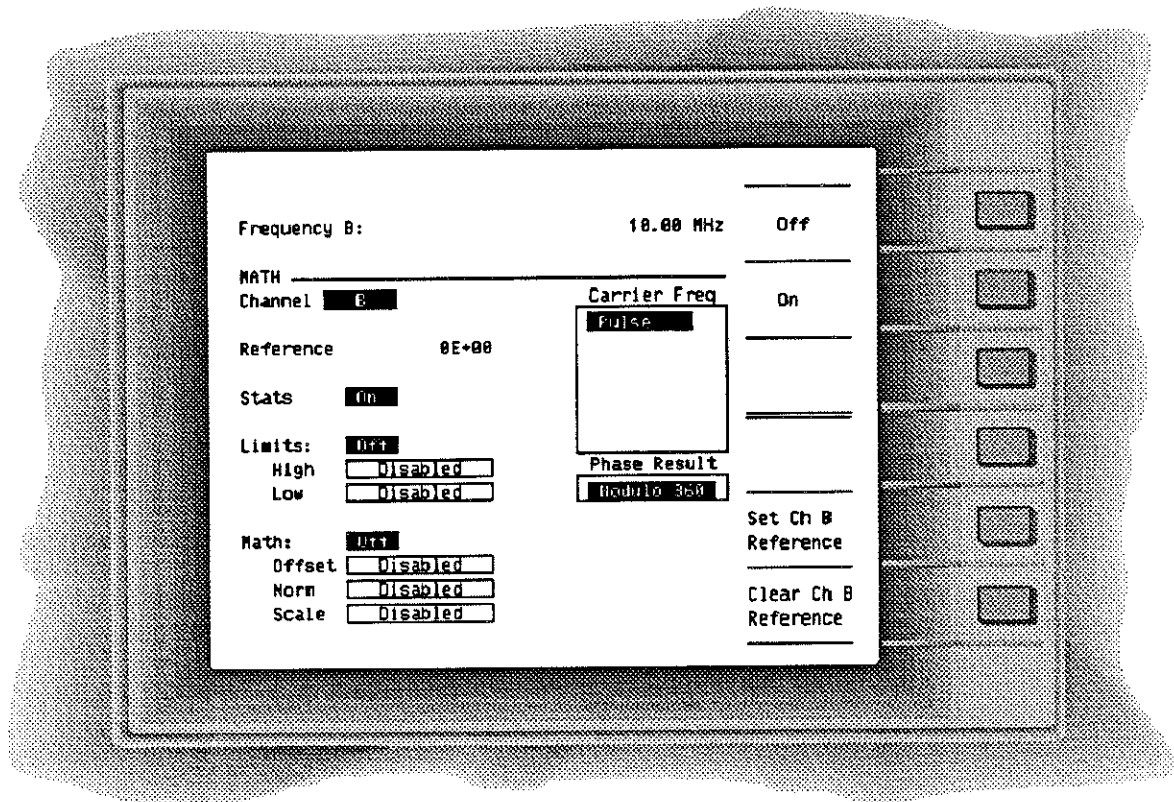 Frequency B: 10.00 MHz
MATH
Channel B
Reference 0E+00
Stats On
Limits: Off
High Disabled
Low Disabled
Math: Off
Offset Disabled
Norm Disabled
Scale Disabled
Carrier Freq
Pulse
Phase Result
Modulo 360
Off
On
Set Ch B
Reference
Clear Ch B
Reference